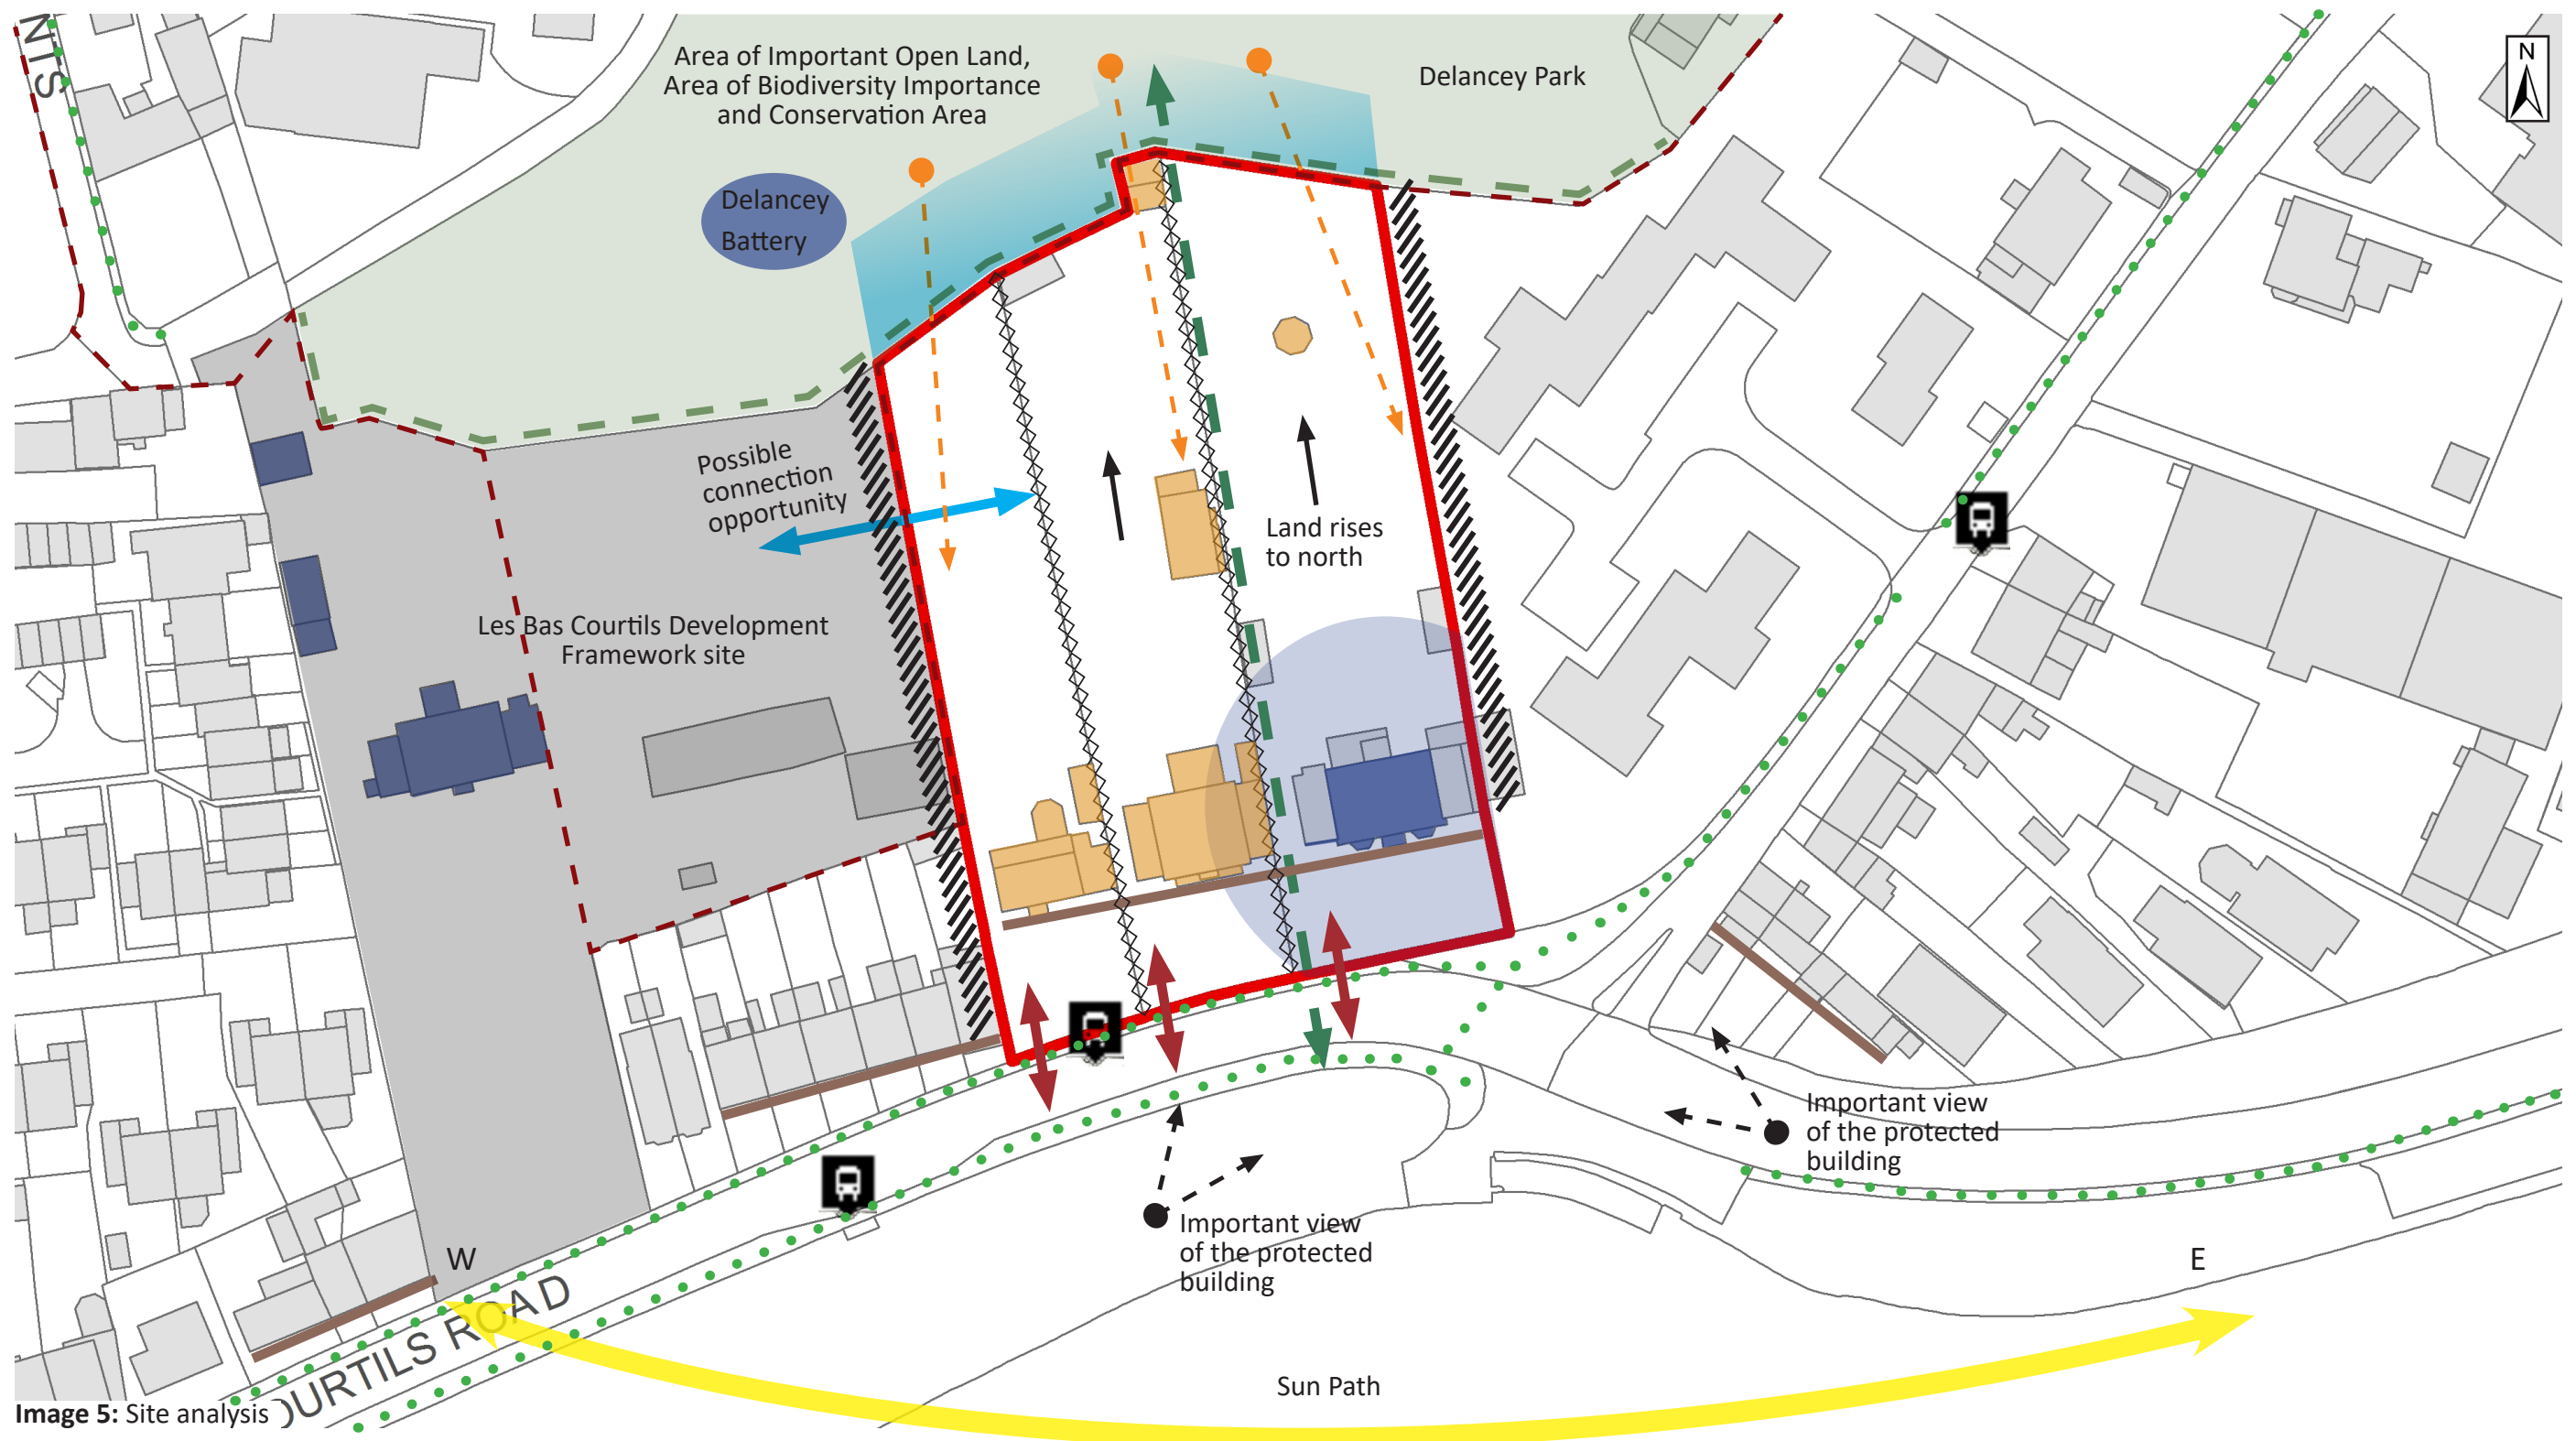 NTS
Area of Important Open Land,
Area of Biodiversity Importance
and Conservation Area
Delancey Park
N
Delancey
Battery
Possible
connection
opportunity
Land rises
to north
Les Bas Courtils Development
Framework site
Important view
of the protected
building
Important view
of the protected
building
W
E
OURTILS ROAD
Sun Path
Image 5: Site analysis